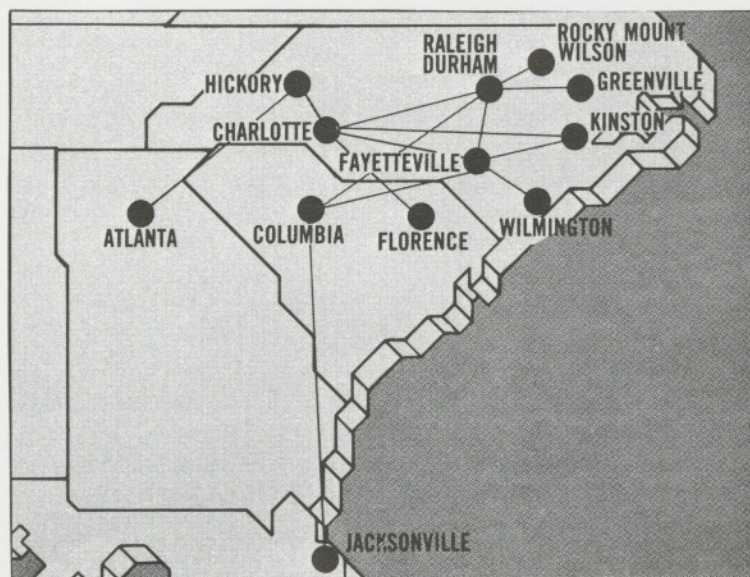 ROCKY MOUNT
WILSON
RALEIGH
DURHAM
HICKORY
GREENVILLE
CHARLOTTE
KINSTON
FAYETTEVILLE
ATLANTA
COLUMBIA
FLORENCE
WILMINGTON
JACKSONVILLE